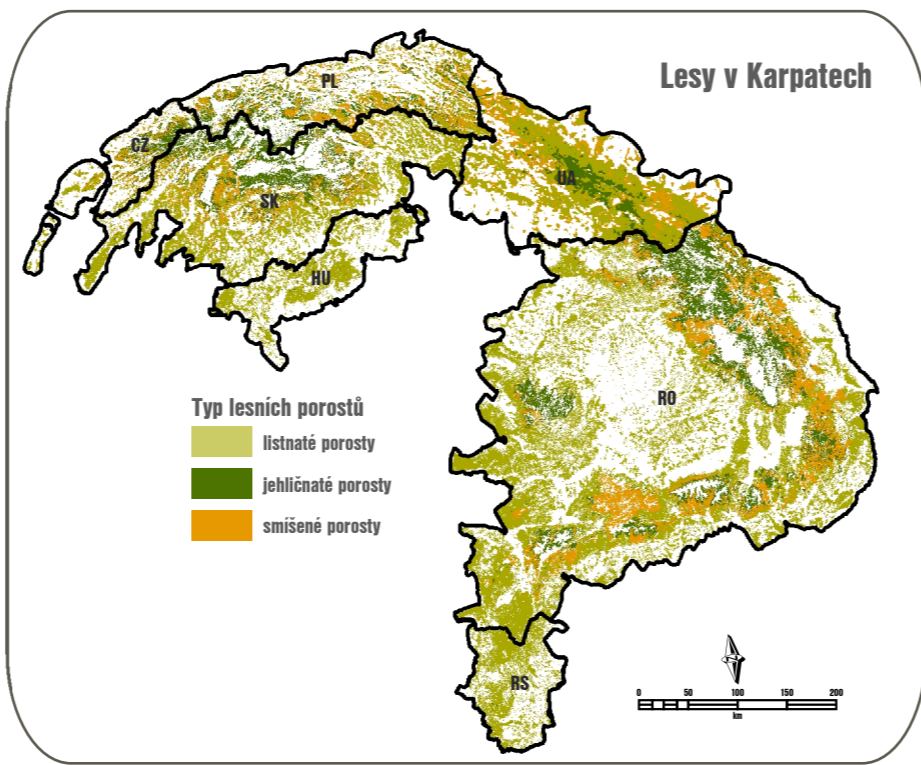 Lesy v Karpatech
PL
CZ
UA
SK
HU
RO
RS
Typ lesních porostů
listnaté porosty
jehličnaté porosty
smíšené porosty
0 50 100 150 200
km